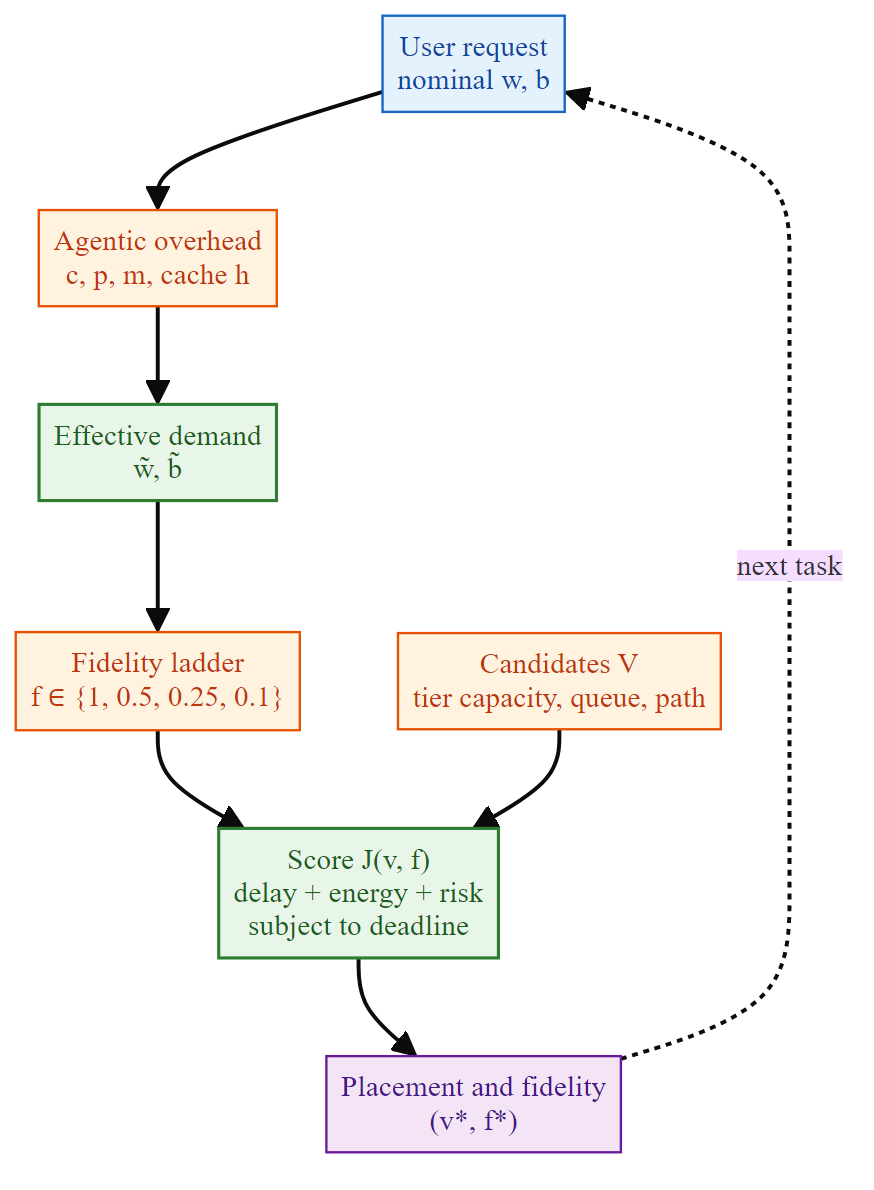 User request
nominal w, b
Agentic overhead
c, p, m, cache h
Effective demand
w̃, b̃
next task
Fidelity ladder
f ∈ {1, 0.5, 0.25, 0.1}
Candidates V
tier capacity, queue, path
Score J(v, f)
delay + energy + risk
subject to deadline
Placement and fidelity
(v*, f*)